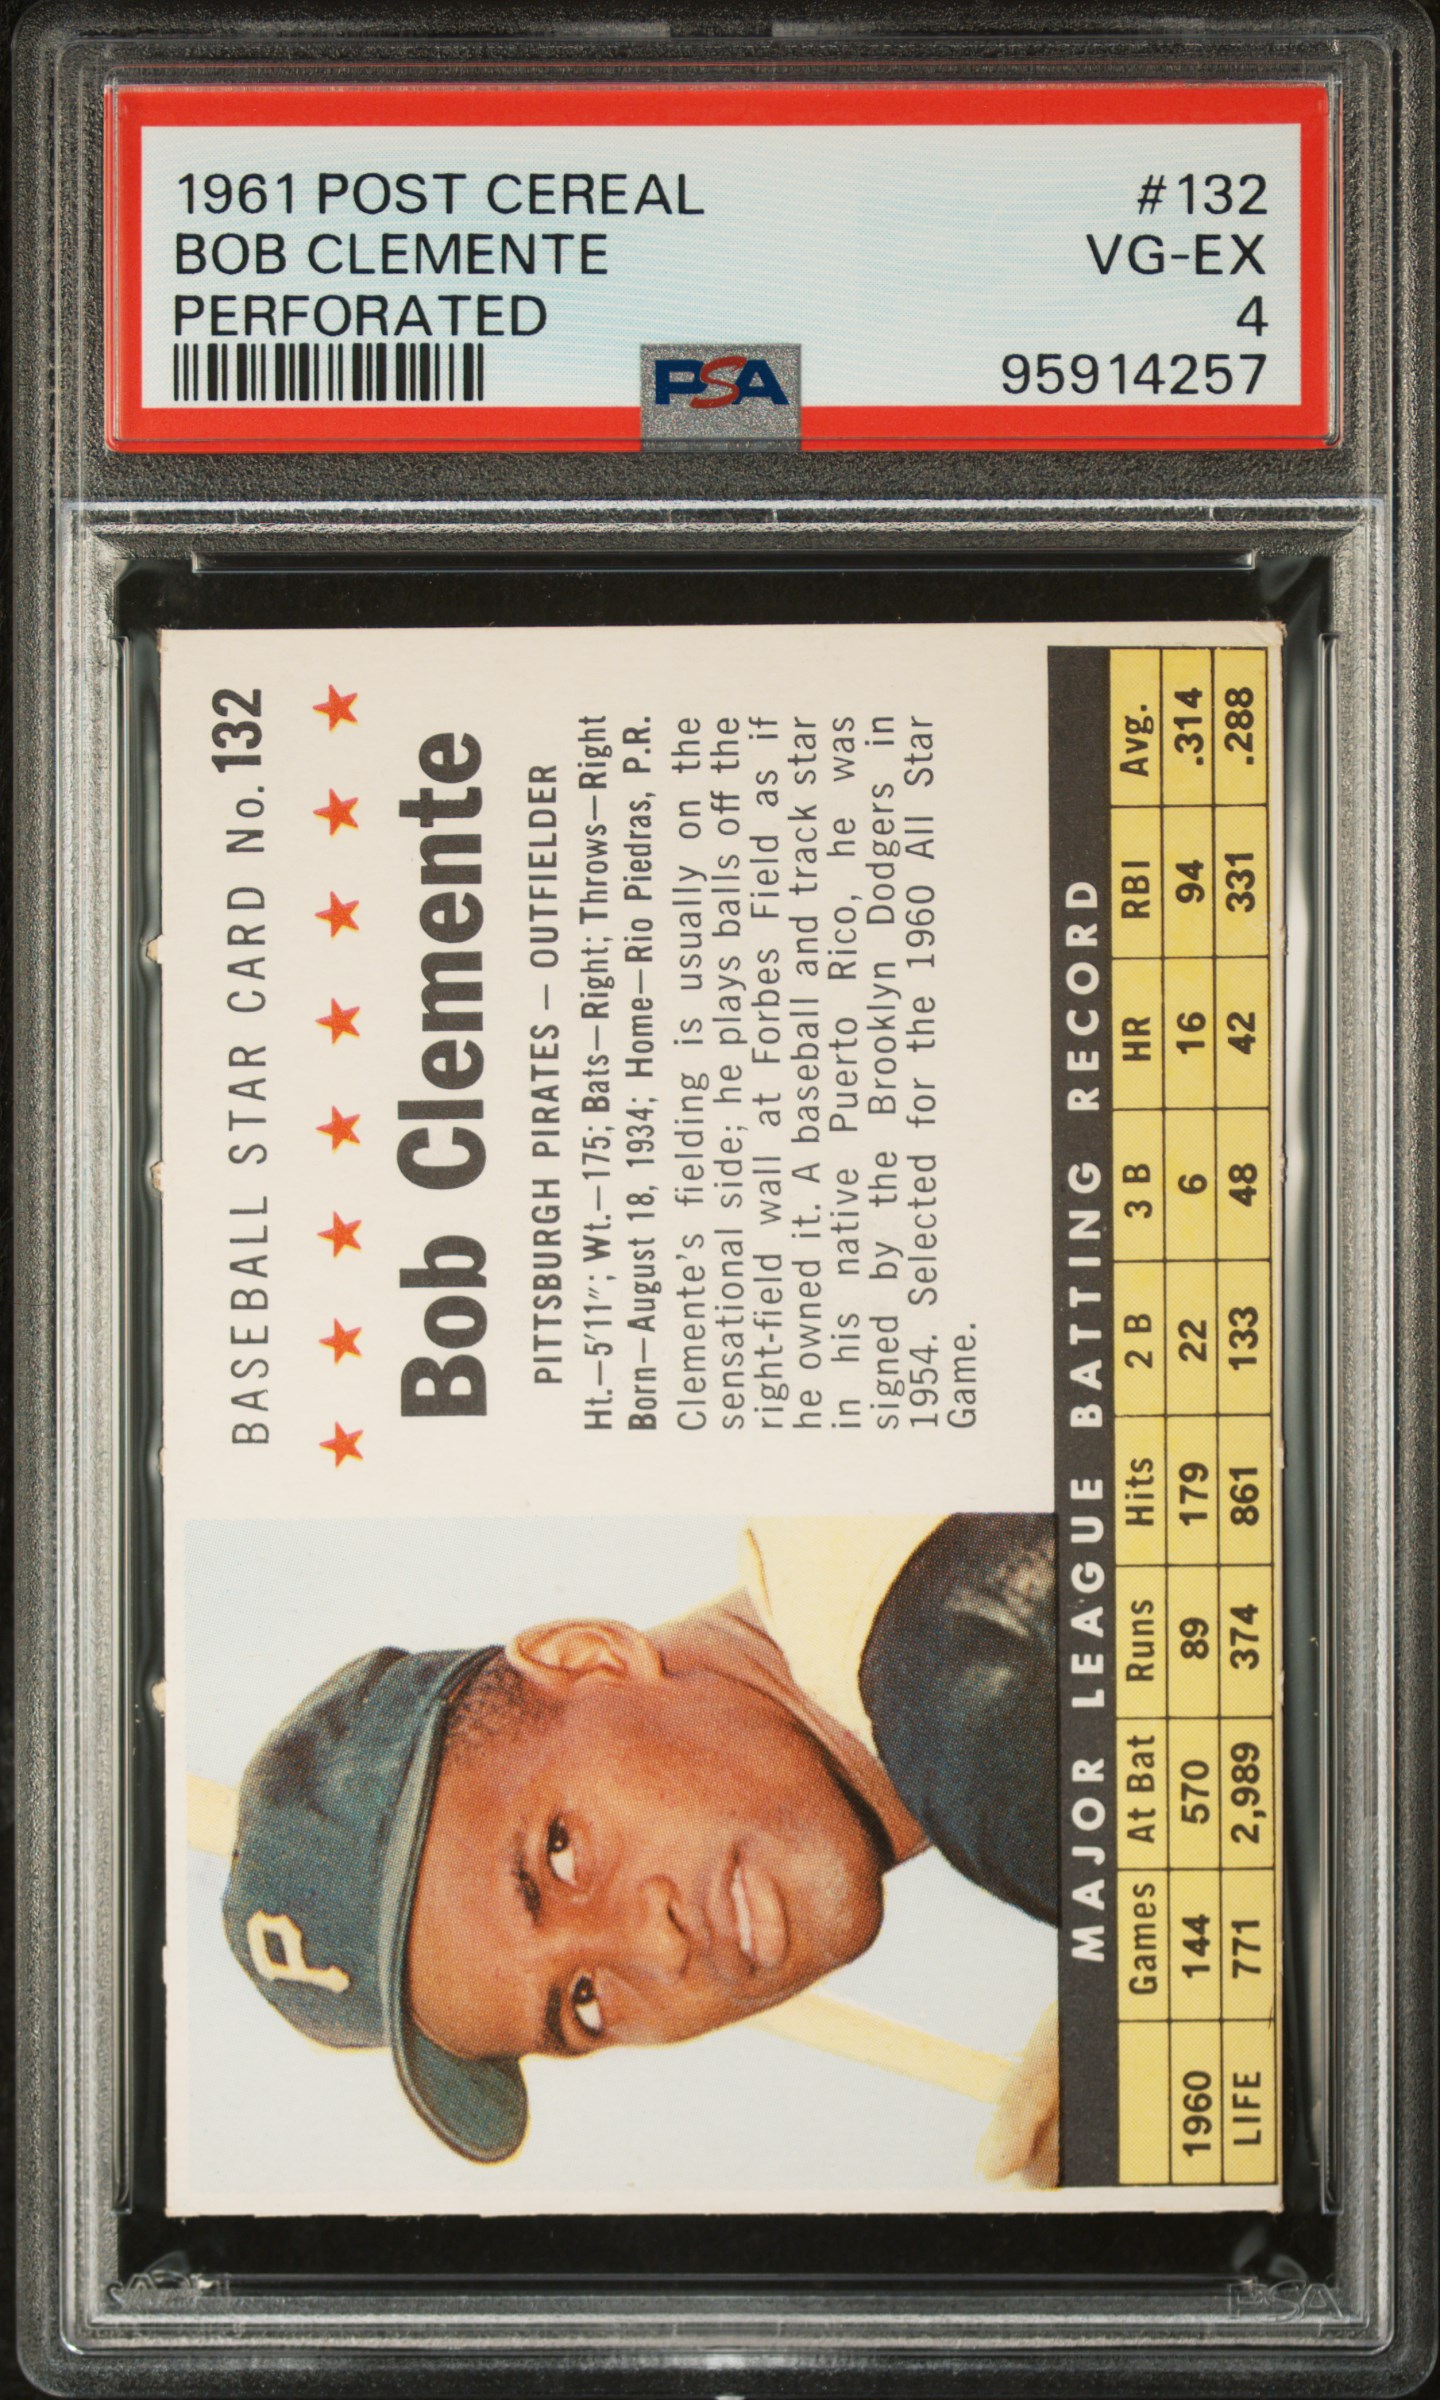 1961 POST CEREAL #132
BOB CLEMENTE VG-EX
PERFORATED 4
PSA 95914257
BASEBALL STAR CARD No. 132
Bob Clemente
PITTSBURGH PIRATES — OUTFIELDER
Ht.—5'11"; Wt.—175; Bats—Right; Throws—Right
Born—August 18, 1934; Home—Rio Piedras, P.R.
Clemente's fielding is usually on the
sensational side; he plays balls off the
right-field wall at Forbes Field as if
he owned it. A baseball and track star
in his native Puerto Rico, he was
signed by the Brooklyn Dodgers in
1954. Selected for the 1960 All Star
Game.
P
MAJOR LEAGUE BATTING RECORD
Games At Bat Runs Hits 2 B 3 B HR RBI Avg.
1960 144 570 89 179 22 6 16 94 .314
LIFE 771 2,989 374 861 133 48 42 331 .288
PSA